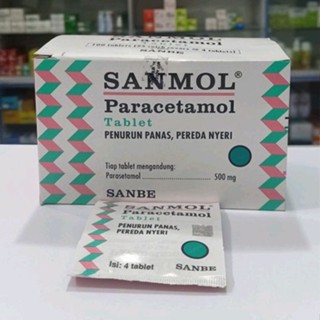 SANBE
SANMOL®
Paracetamol
Tablet
PENURUN PANAS, PEREDA NYERI
Tiap tablet mengandung:
Parasetamol 500 mg
SANBE
SANMOL®
Paracetamol
Tablet
PENURUN PANAS,
PEREDA NYERI
Isi: 4 tablet
SANBE